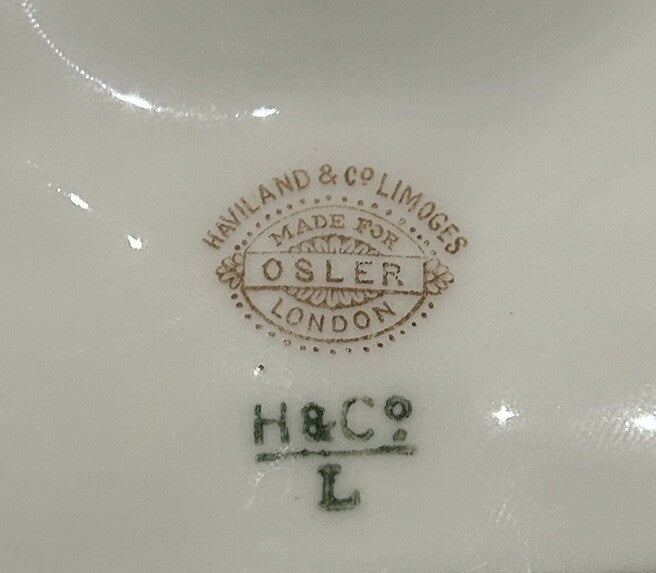 HAVILAND & Cº LIMOGES
MADE FOR
OSLER
LONDON
H&Cº
L